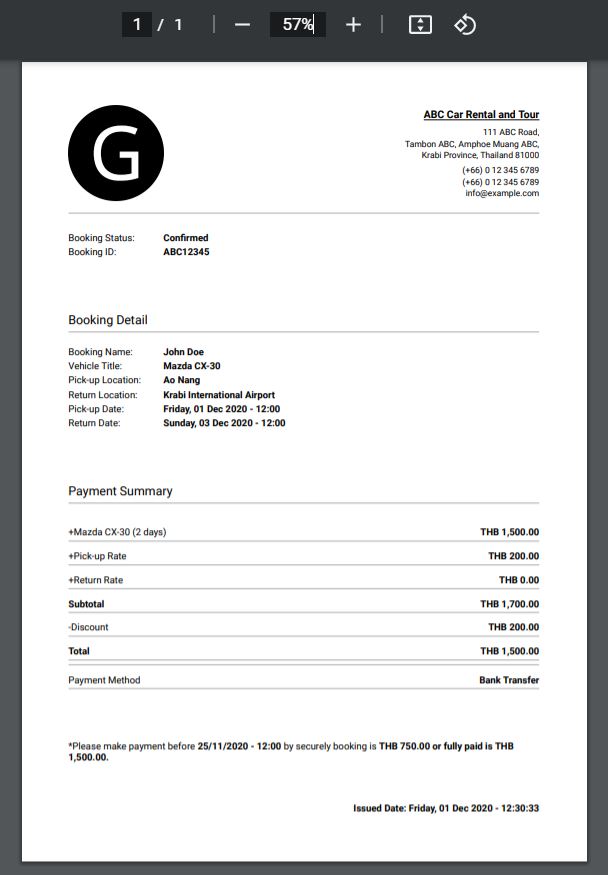 1 / 1 57%
G
ABC Car Rental and Tour
111 ABC Road,
Tambon ABC, Amphoe Muang ABC,
Krabi Province, Thailand 81000
(+66) 0 12 345 6789
(+66) 0 12 345 6789
info@example.com
Booking Status: Confirmed
Booking ID: ABC12345
Booking Detail
Booking Name: John Doe
Vehicle Title: Mazda CX-30
Pick-up Location: Ao Nang
Return Location: Krabi International Airport
Pick-up Date: Friday, 01 Dec 2020 - 12:00
Return Date: Sunday, 03 Dec 2020 - 12:00
Payment Summary
+Mazda CX-30 (2 days) THB 1,500.00
+Pick-up Rate THB 200.00
+Return Rate THB 0.00
Subtotal THB 1,700.00
-Discount THB 200.00
Total THB 1,500.00
Payment Method Bank Transfer
*Please make payment before 25/11/2020 - 12:00 by securely booking is THB 750.00 or fully paid is THB
1,500.00.
Issued Date: Friday, 01 Dec 2020 - 12:30:33